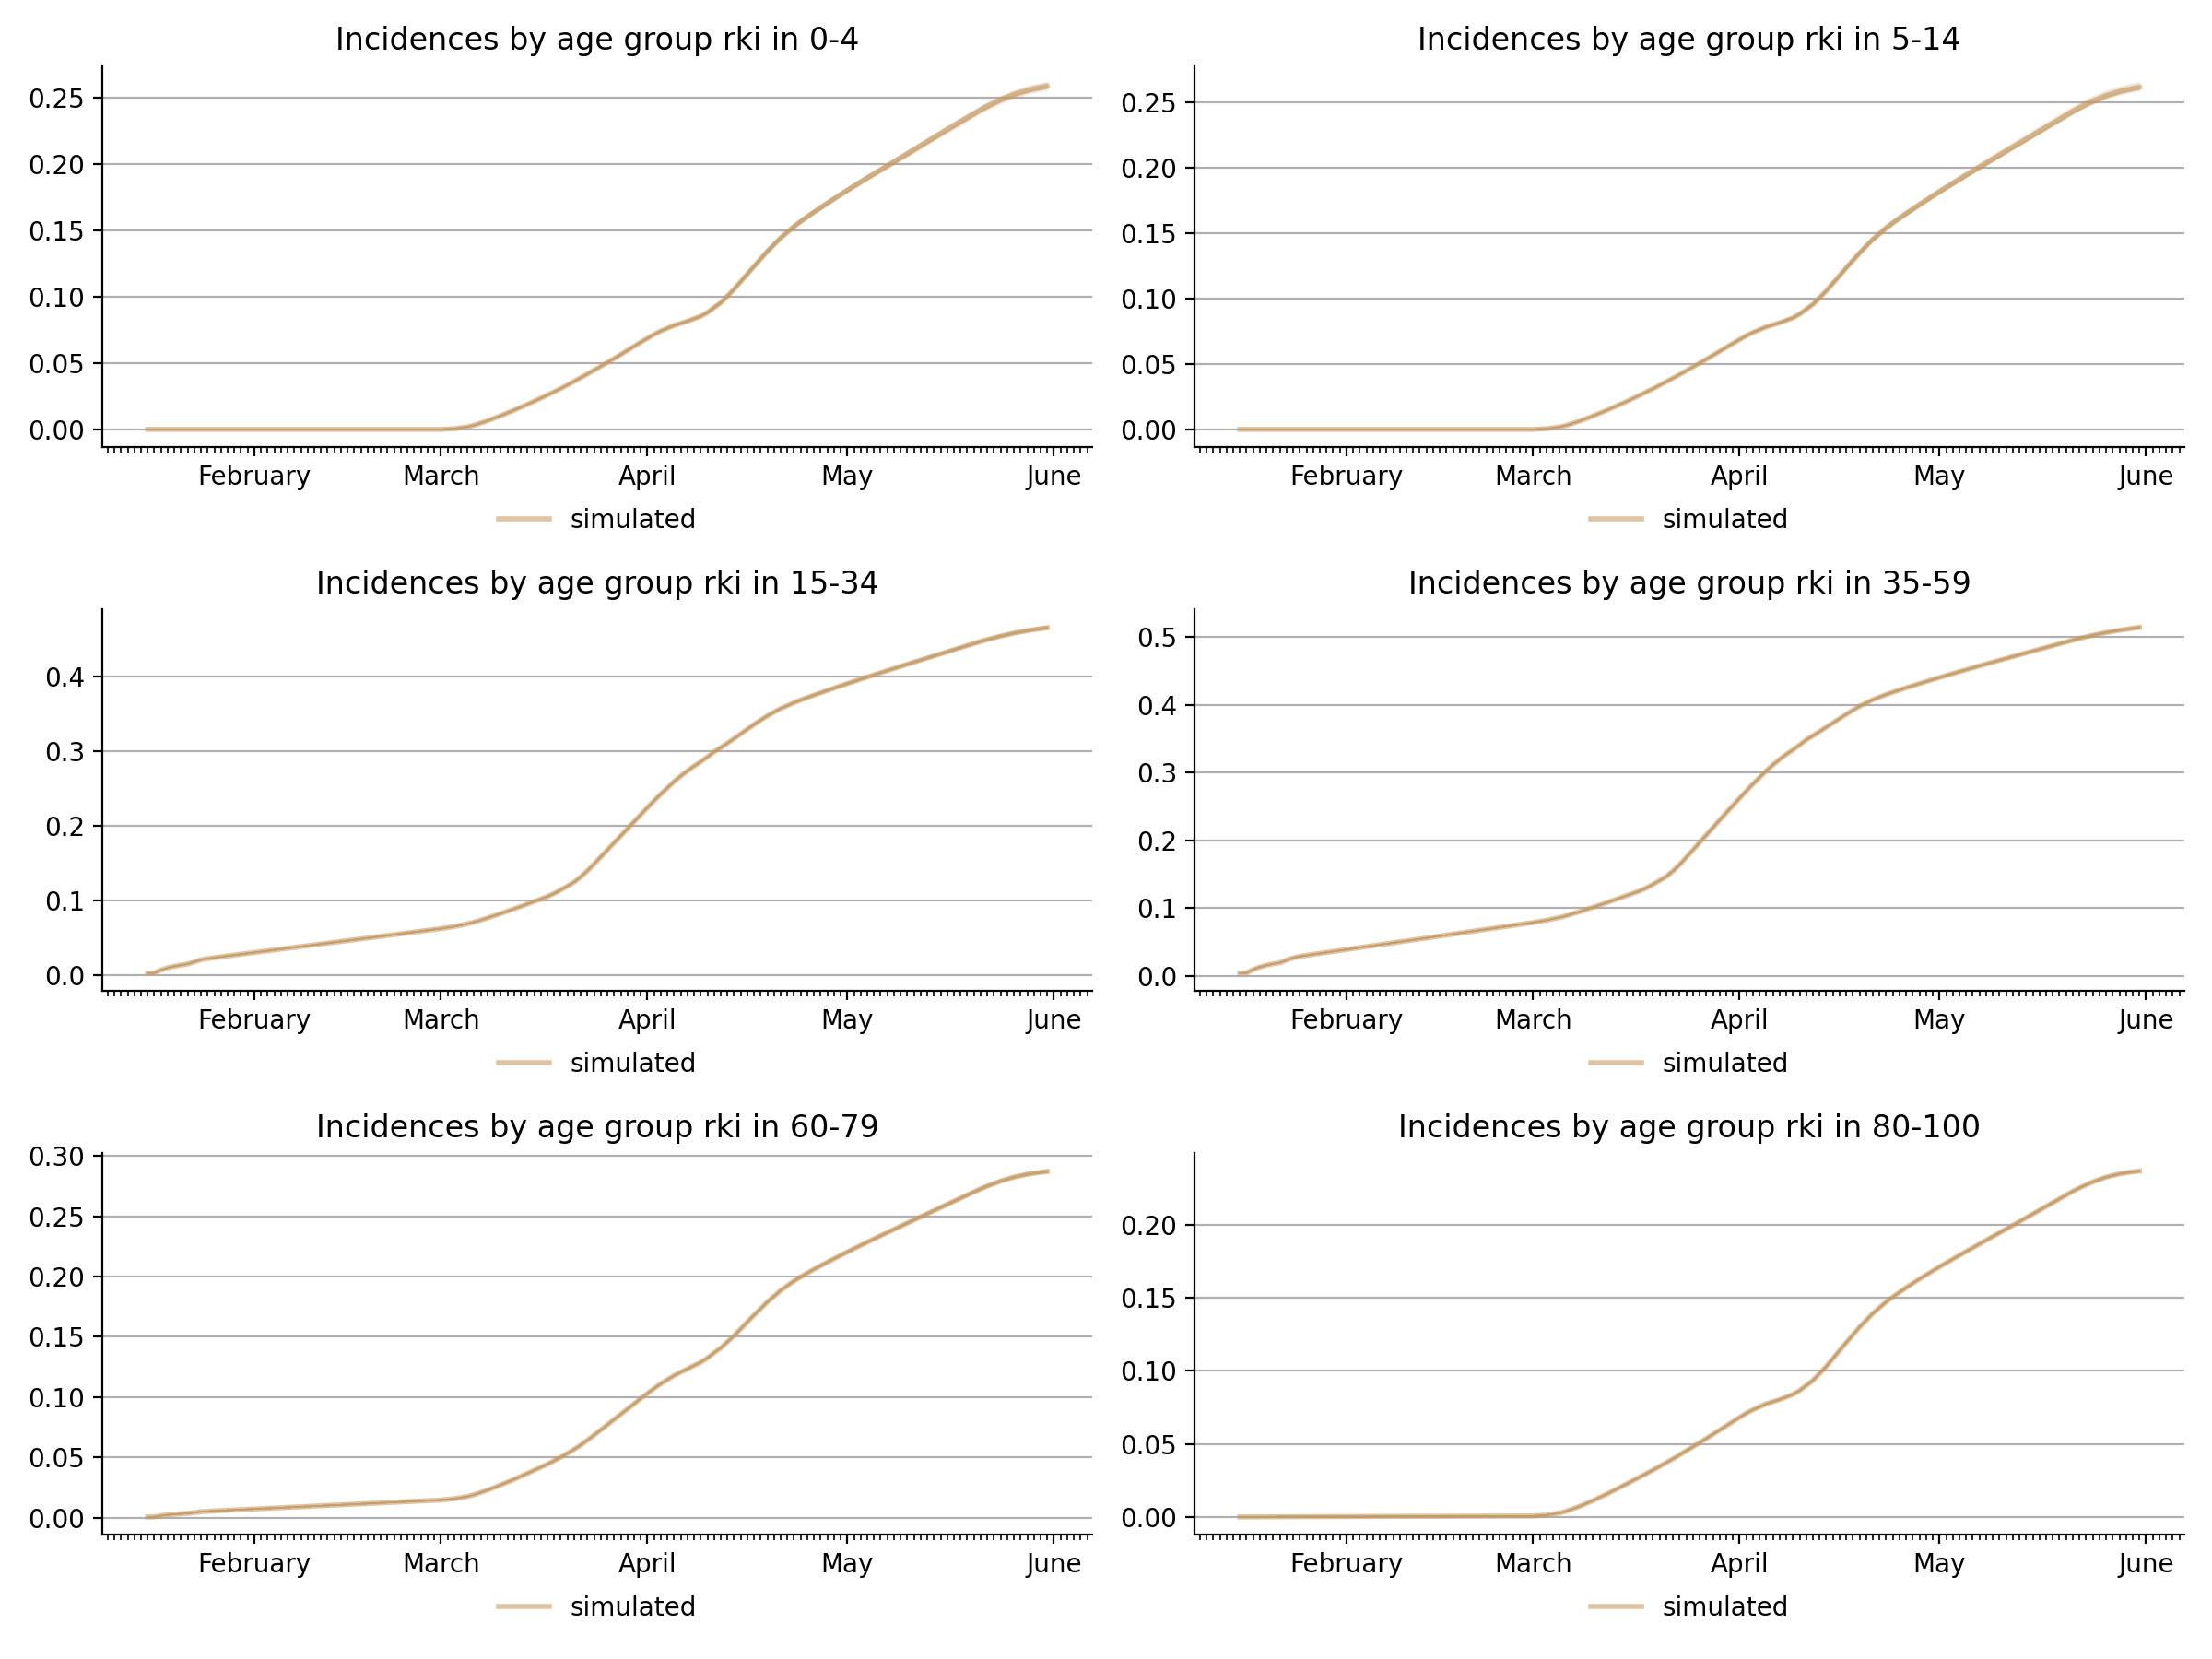 Incidences by age group rki in 0-4
0.25
0.20
0.15
0.10
0.05
0.00
February March April May June
simulated
Incidences by age group rki in 5-14
0.25
0.20
0.15
0.10
0.05
0.00
February March April May June
simulated
Incidences by age group rki in 15-34
0.4
0.3
0.2
0.1
0.0
February March April May June
simulated
Incidences by age group rki in 35-59
0.5
0.4
0.3
0.2
0.1
0.0
February March April May June
simulated
Incidences by age group rki in 60-79
0.30
0.25
0.20
0.15
0.10
0.05
0.00
February March April May June
simulated
Incidences by age group rki in 80-100
0.20
0.15
0.10
0.05
0.00
February March April May June
simulated